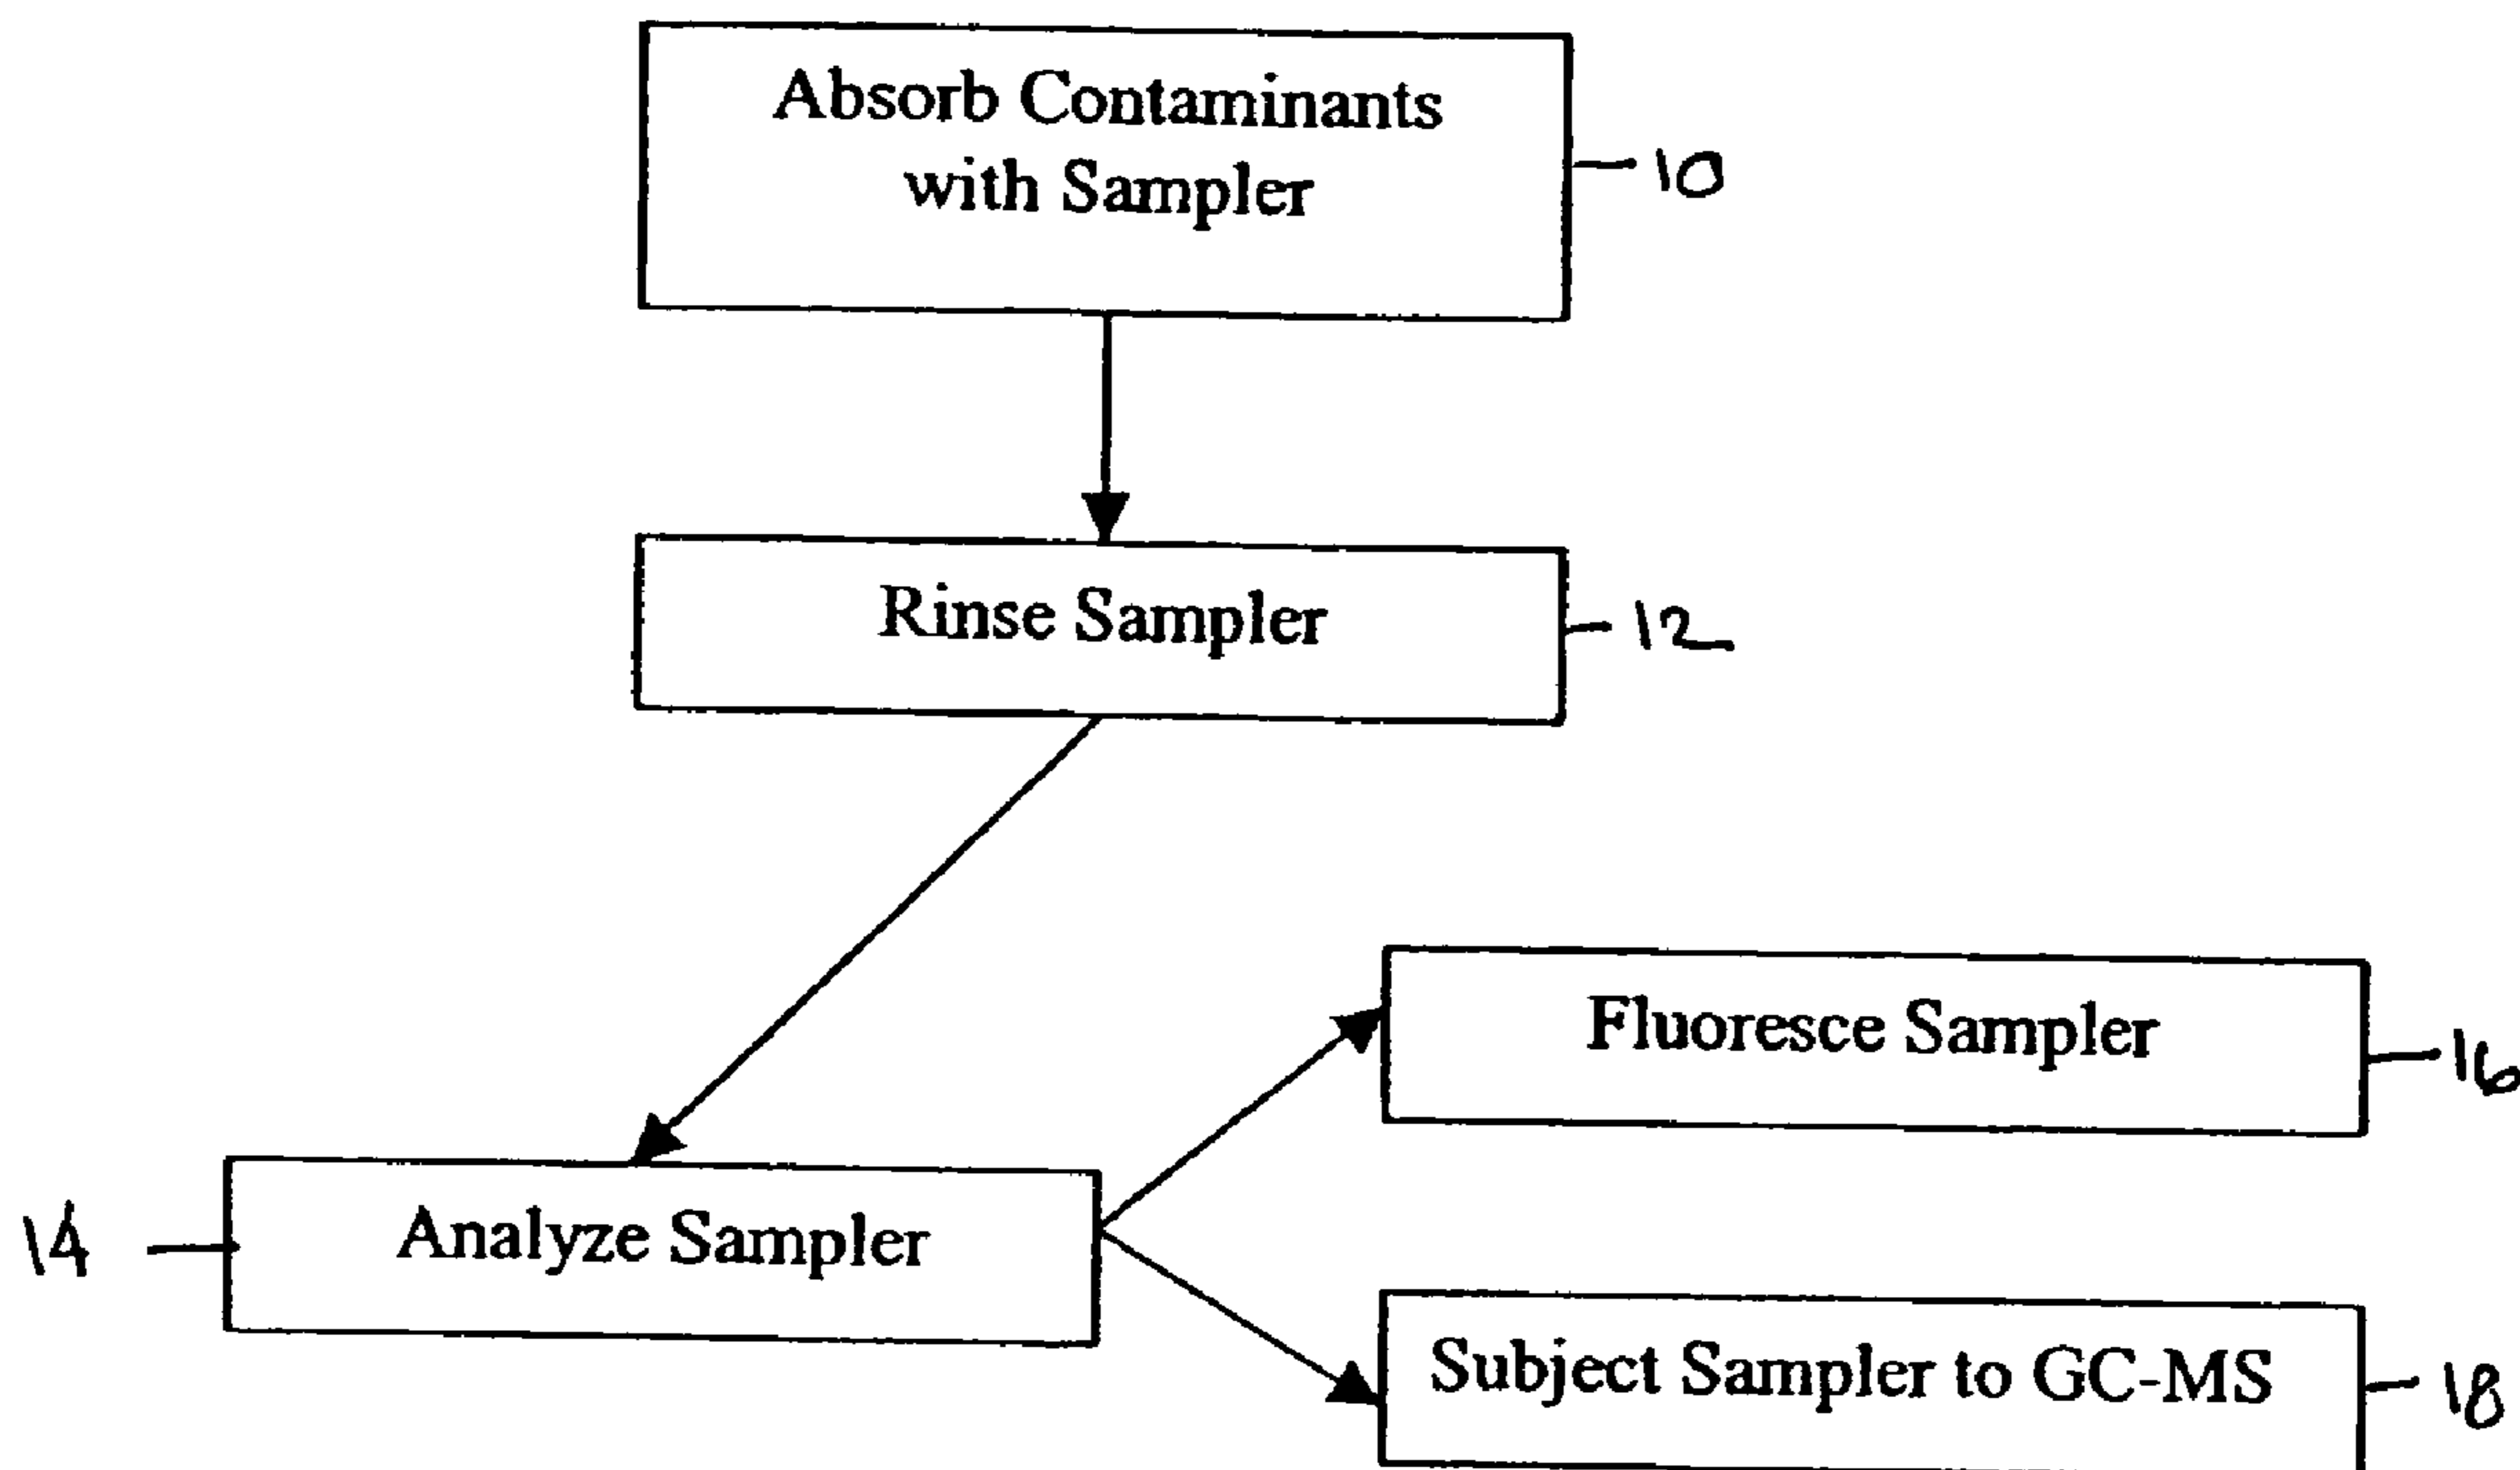 Absorb Contaminants
with Sampler
10
Rinse Sampler
12
Fluoresce Sampler
16
14
Analyze Sampler
Subject Sampler to GC-MS
18